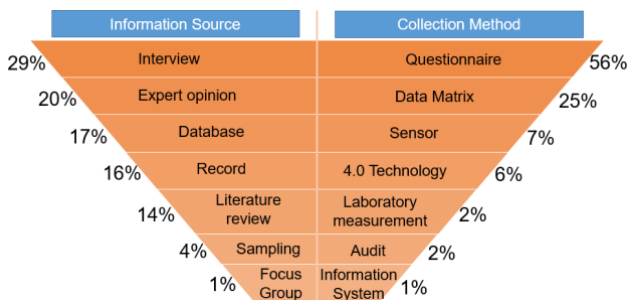 Information Source Collection Method
29% Interview Questionnaire 56%
20% Expert opinion Data Matrix 25%
17% Database Sensor 7%
16% Record 4.0 Technology 6%
14% Literature review Laboratory measurement 2%
4% Sampling Audit 2%
1% Focus Group Information System 1%